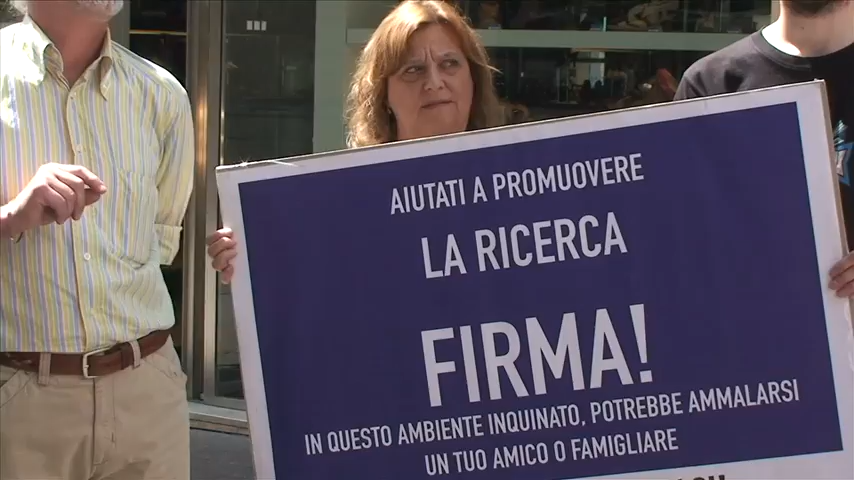 AIUTATI A PROMUOVERE
LA RICERCA
FIRMA!
IN QUESTO AMBIENTE INQUINATO, POTREBBE AMMALARSI
UN TUO AMICO O FAMIGLIARE